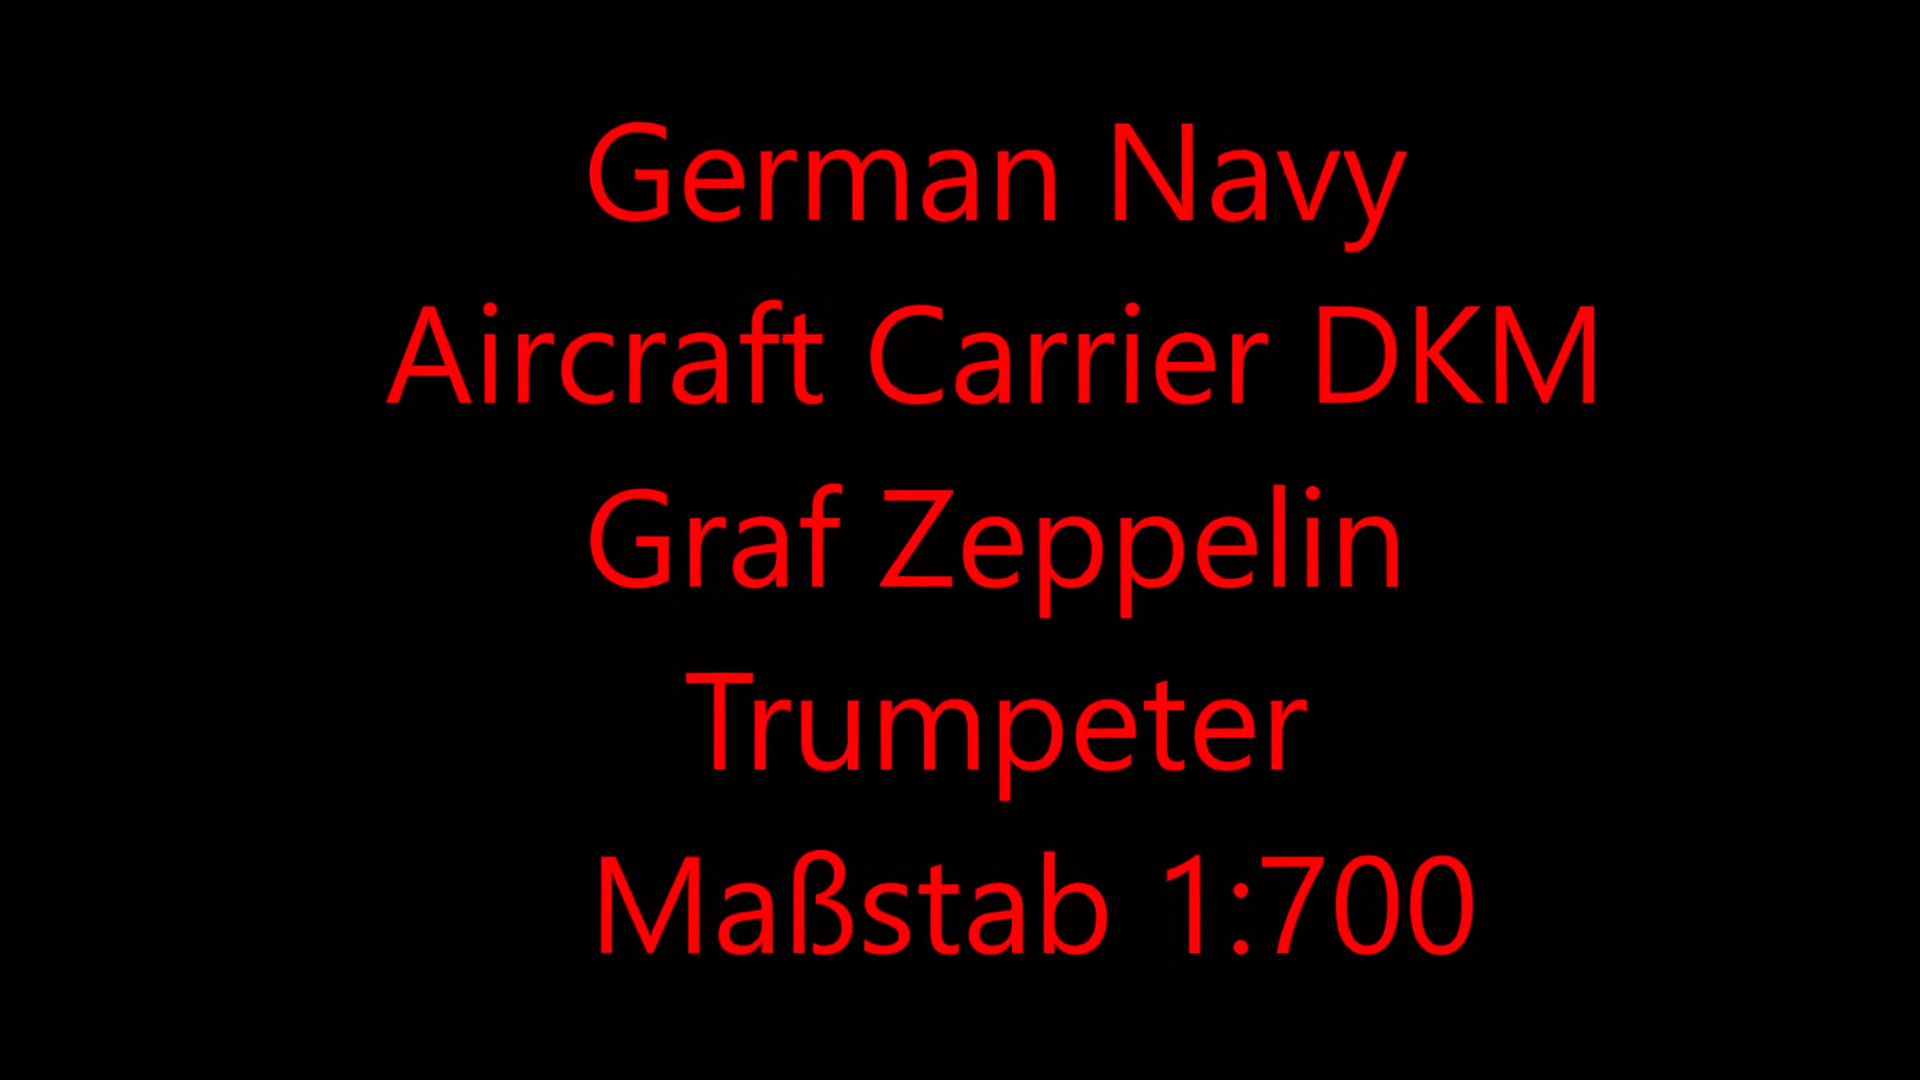 German Navy
Aircraft Carrier DKM
Graf Zeppelin
Trumpeter
Maßstab 1:700